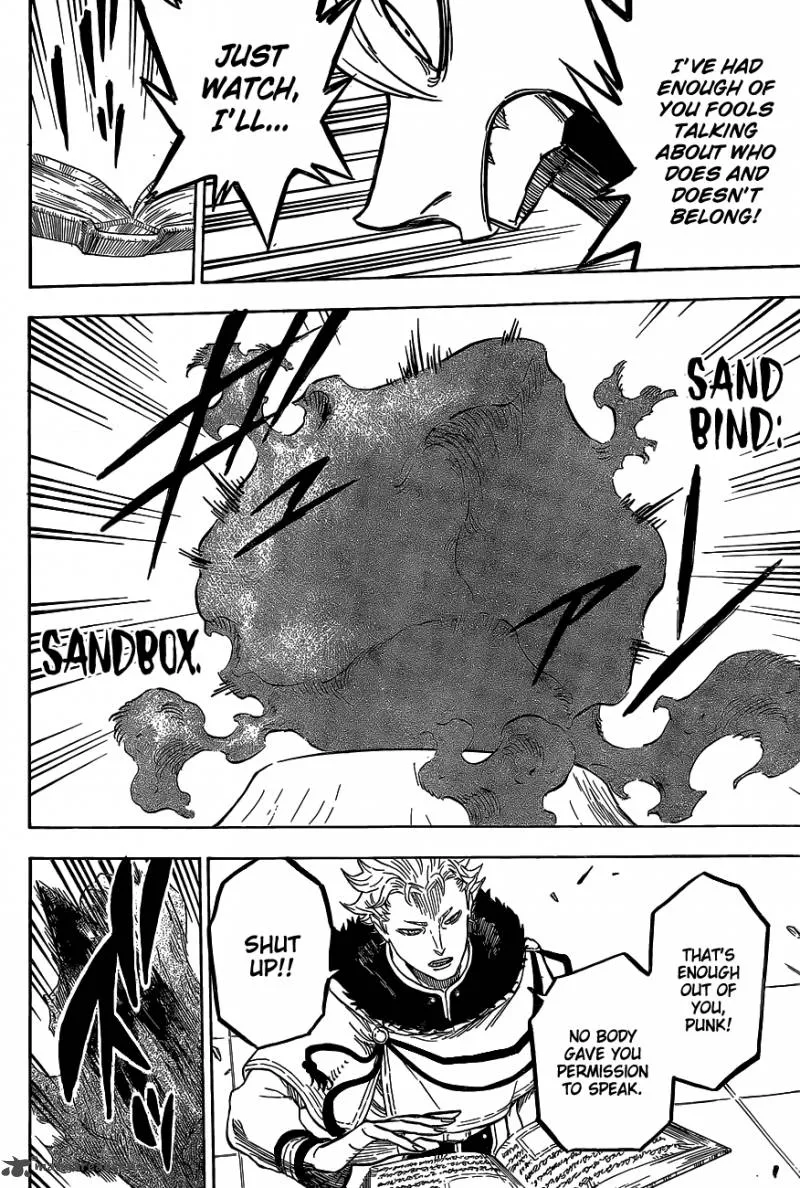 I'VE HAD
ENOUGH OF
YOU FOOLS
TALKING
ABOUT WHO
DOES AND
DOESN'T
BELONG!
JUST
WATCH,
I'LL...
SAND
BIND:
SANDBOX.
THAT'S
ENOUGH
OUT OF
YOU,
PUNK!
NO BODY
GAVE YOU
PERMISSION
TO SPEAK.
SHUT
UP!!